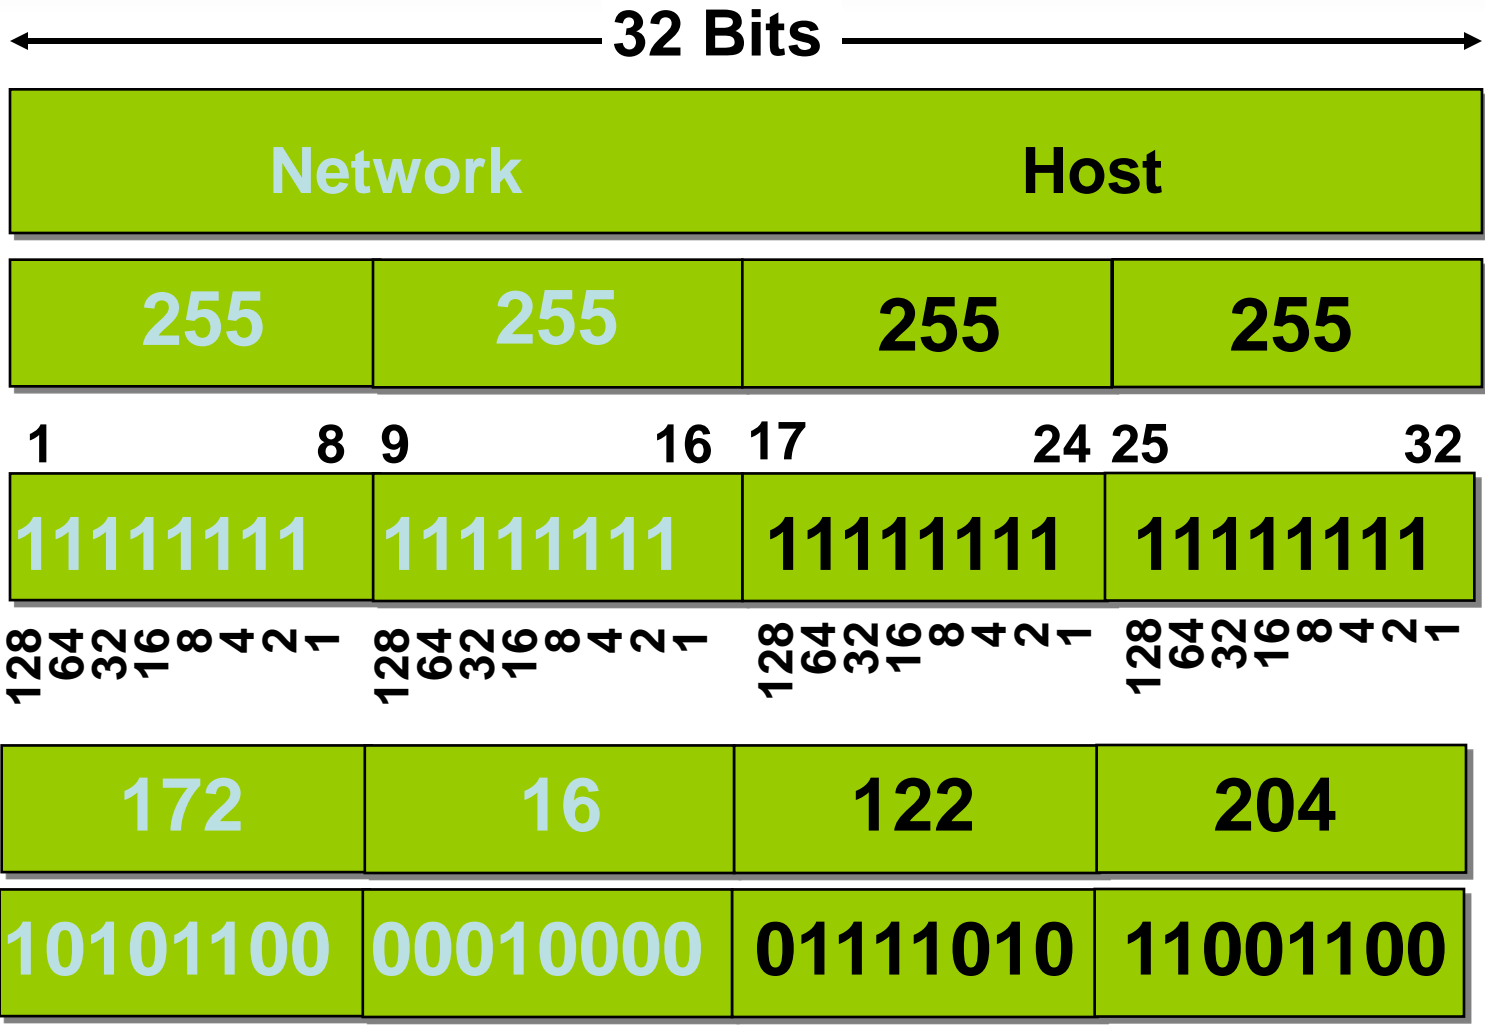 32 Bits
Network Host
255 255 255 255
1 8 9 16 17 24 25 32
11111111 11111111 11111111 11111111
128 64 32 16 8 4 2 1 128 64 32 16 8 4 2 1 128 64 32 16 8 4 2 1 128 64 32 16 8 4 2 1
172 16 122 204
10101100 00010000 01111010 11001100